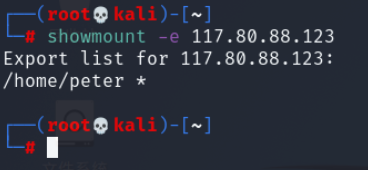 (root💀kali)-[~]
# showmount -e 117.80.88.123
Export list for 117.80.88.123:
/home/peter *
(root💀kali)-[~]
#